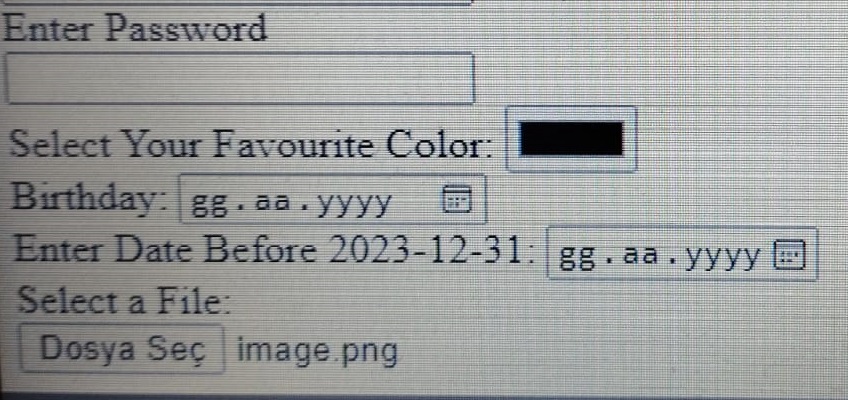 Enter Password
Select Your Favourite Color:
Birthday: gg.aa.yyyy
Enter Date Before 2023-12-31: gg.aa.yyyy
Select a File:
Dosya Seç image.png